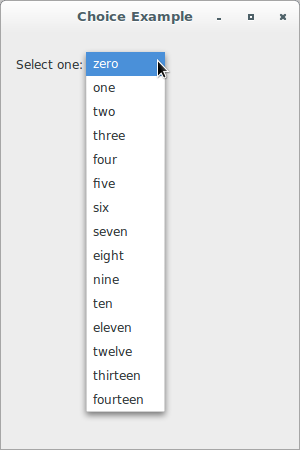 Choice Example
Select one: zero
one
two
three
four
five
six
seven
eight
nine
ten
eleven
twelve
thirteen
fourteen